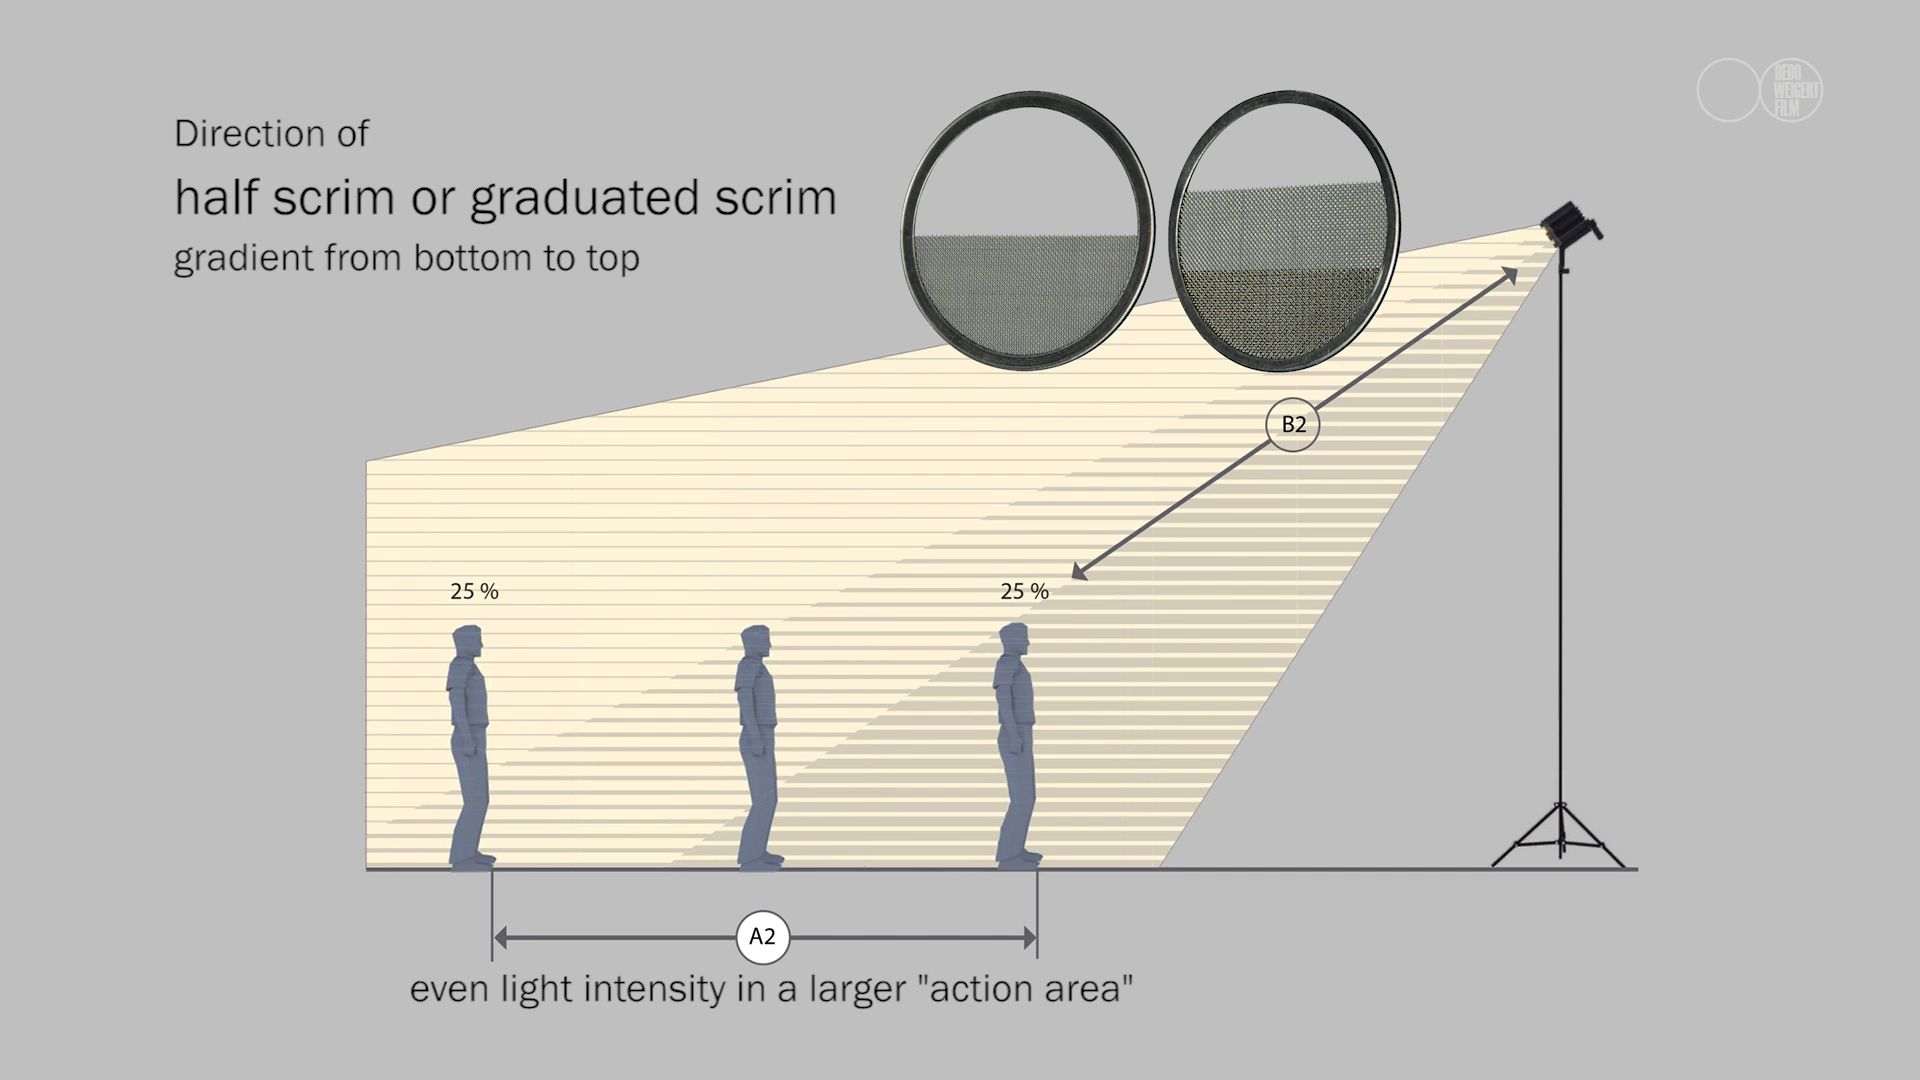 Direction of
half scrim or graduated scrim
gradient from bottom to top
DEDO
WEIGERT
FILM
B2
25 %
25 %
A2
even light intensity in a larger "action area"